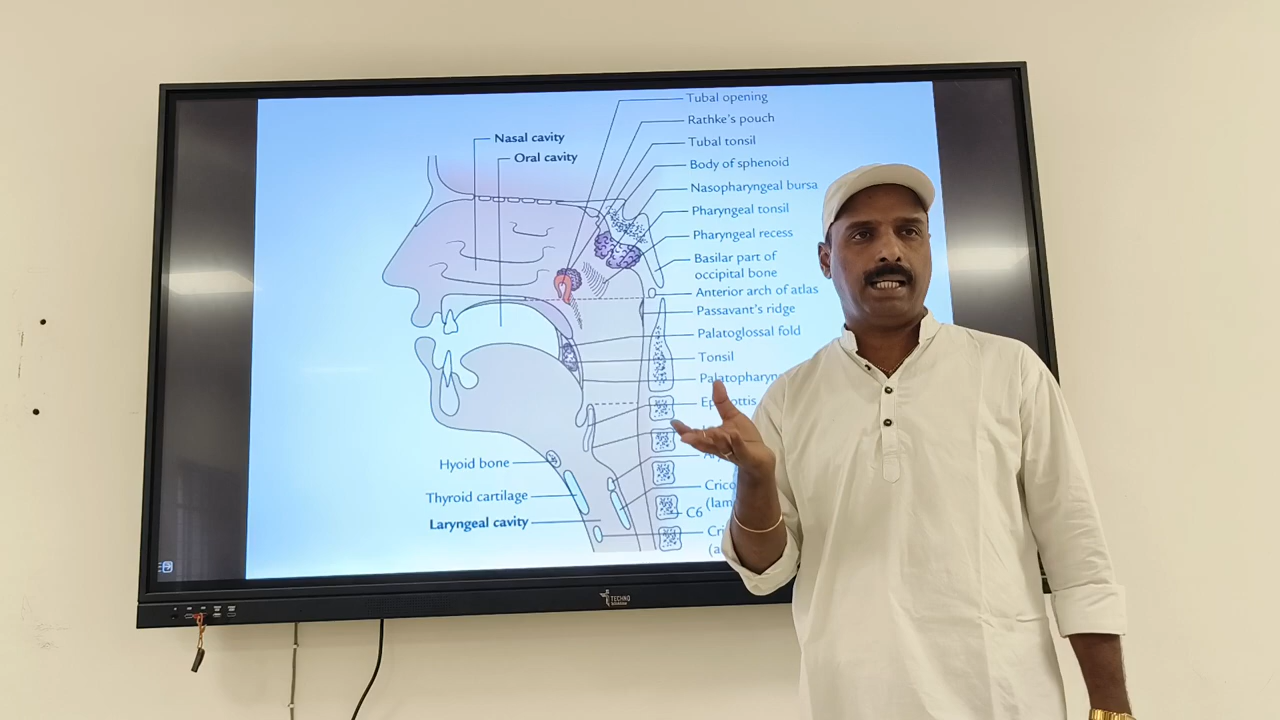 Nasal cavity
Oral cavity
Tubal opening
Rathke's pouch
Tubal tonsil
Body of sphenoid
Nasopharyngeal bursa
Pharyngeal tonsil
Pharyngeal recess
Basilar part of
occipital bone
Anterior arch of atlas
Passavant's ridge
Palatoglossal fold
Tonsil
Hyoid bone
Thyroid cartilage
Laryngeal cavity
C6
TECHNO